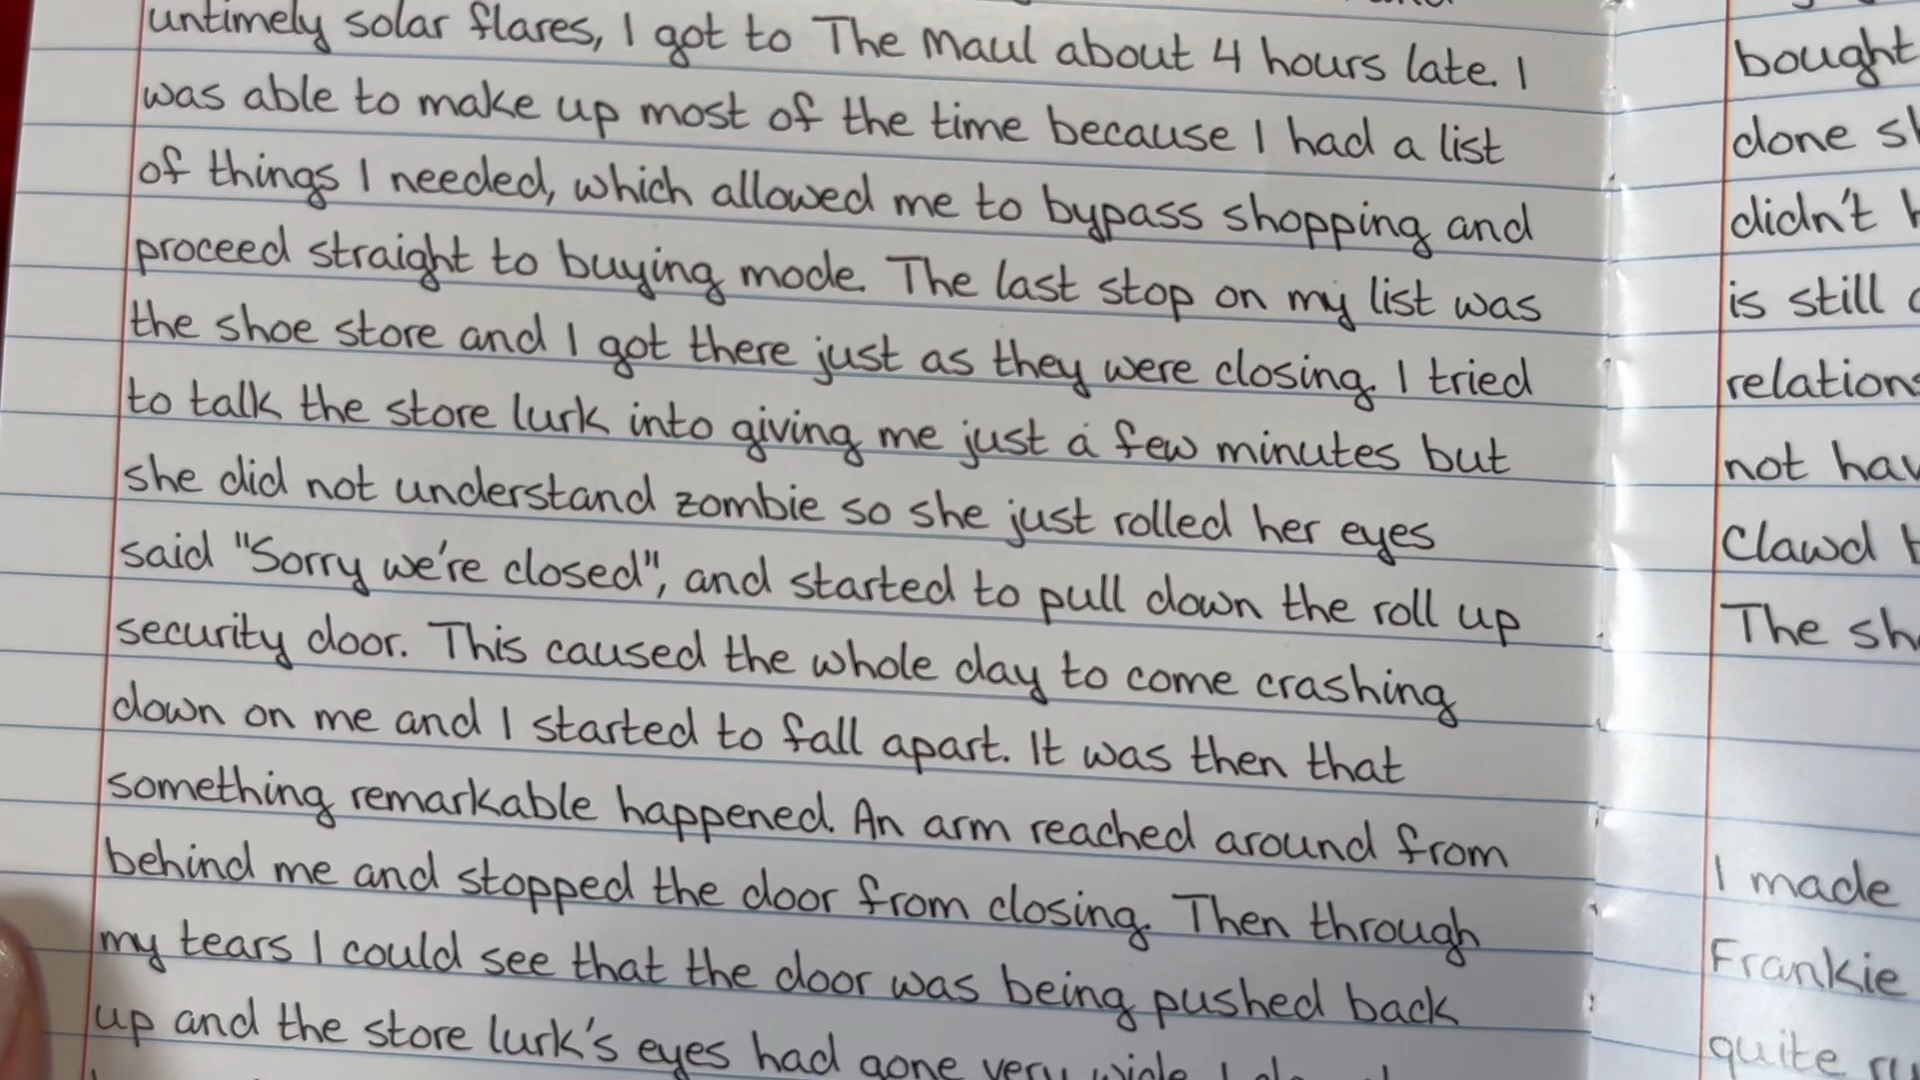 untimely solar flares, I got to The Maul about 4 hours late. I
was able to make up most of the time because I had a list
of things I needed, which allowed me to bypass shopping and
proceed straight to buying mode. The last stop on my list was
the shoe store and I got there just as they were closing. I tried
to talk the store lurk into giving me just a few minutes but
she did not understand zombie so she just rolled her eyes
said "Sorry we're closed", and started to pull down the roll up
security door. This caused the whole day to come crashing
down on me and I started to fall apart. It was then that
something remarkable happened. An arm reached around from
behind me and stopped the door from closing. Then through
my tears I could see that the door was being pushed back
up and the store lurk's eyes had gone very wide. I
bought
done
didn't
is still
not
Clawd
The
I made
Frankie
quite